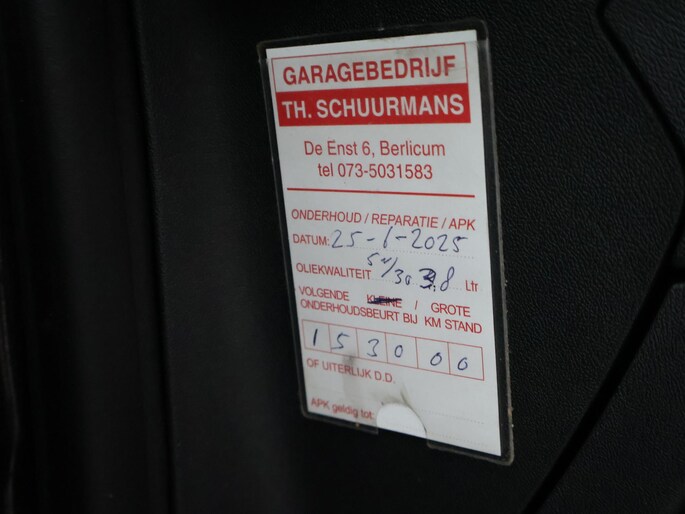 GARAGEBEDRIJF
TH. SCHUURMANS
De Enst 6, Berlicum
tel 073-5031583
ONDERHOUD / REPARATIE / APK
DATUM: 25-1-2025
OLIEKWALITEIT 5w/30 3.8 Ltr
VOLGENDE KLEINE / GROTE
ONDERHOUDSBEURT BIJ KM STAND
153000
OF UITERLIJK D.D.
APK geldig tot: